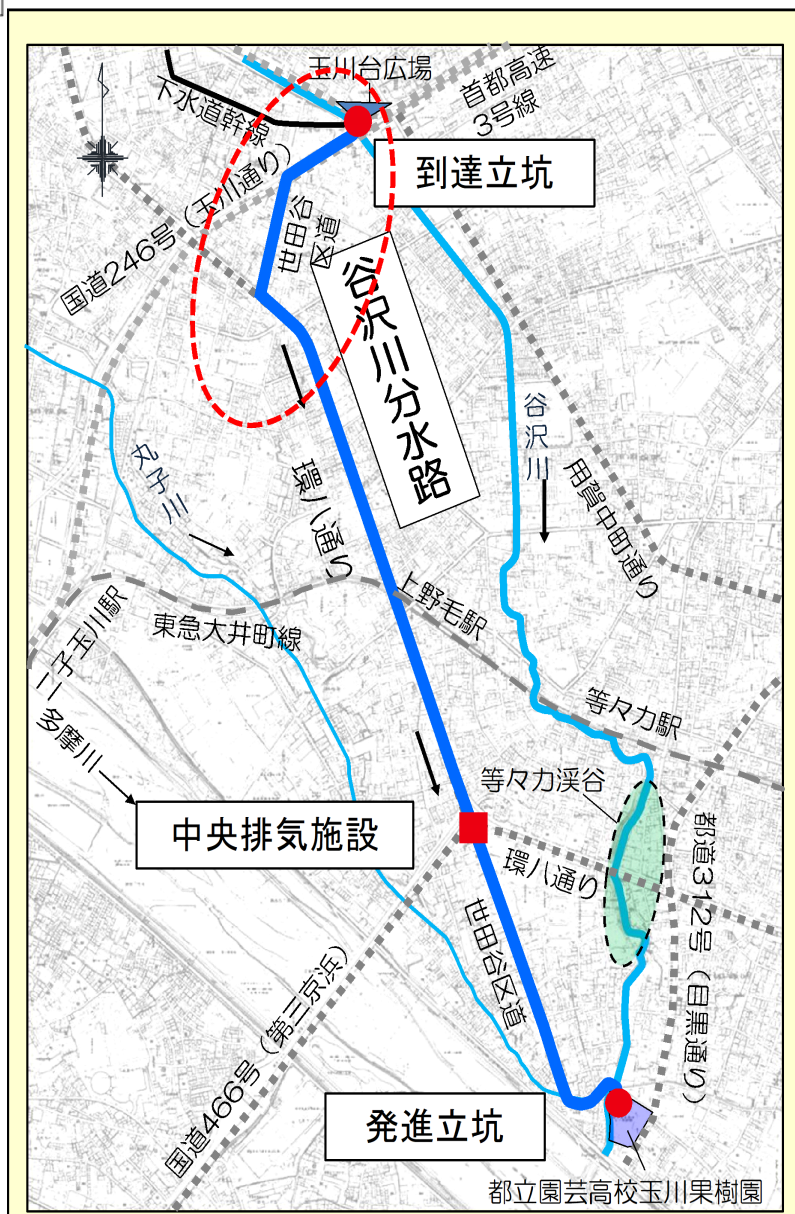 玉川台広場
首都高速
3号線
下水道幹線
到達立坑
国道246号(玉川通り)
世田谷
区道
谷沢川分水路
谷沢川
丸子川
環八通り
用賀中町通り
上野毛駅
東急大井町線
二子玉川駅
多摩川
等々力駅
等々力渓谷
中央排気施設
環八通り
都道312号(目黒通り)
世田谷区道
国道466号(第三京浜)
発進立坑
都立園芸高校玉川果樹園